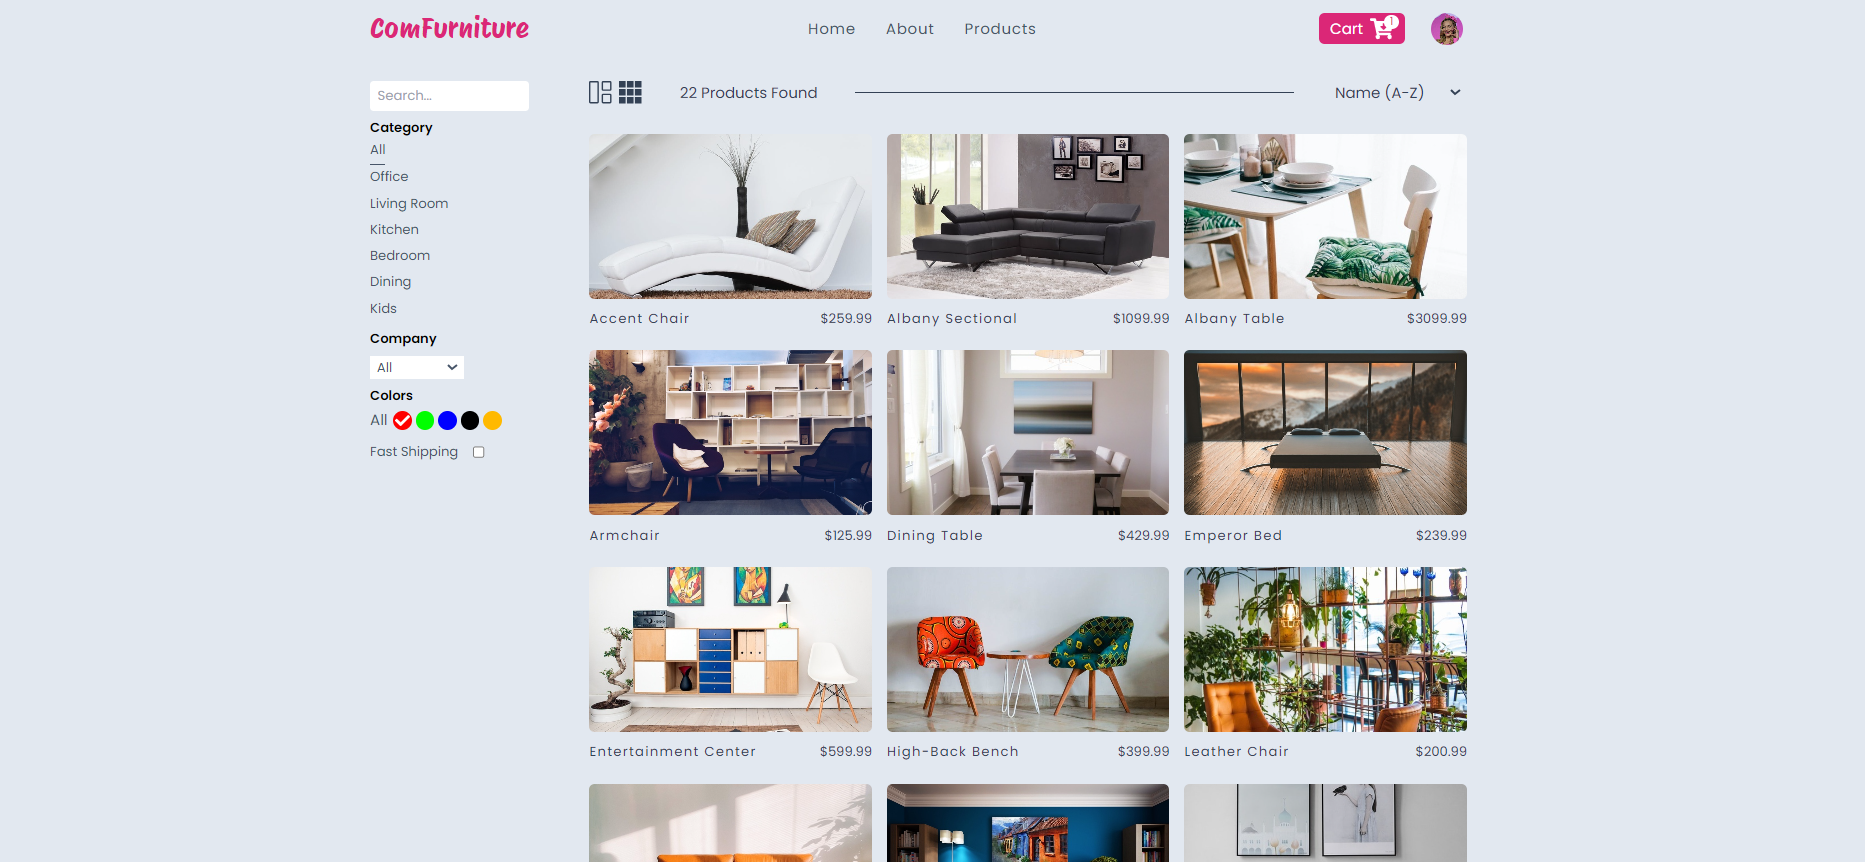 ComFurniture
Home About Products
Cart 1
Search...
Category
All
Office
Living Room
Kitchen
Bedroom
Dining
Kids
Company
All
Colors
All
Fast Shipping
22 Products Found
Name (A-Z)
Accent Chair $259.99
Albany Sectional $1099.99
Albany Table $3099.99
Armchair $125.99
Dining Table $429.99
Emperor Bed $239.99
Entertainment Center $599.99
High-Back Bench $399.99
Leather Chair $200.99